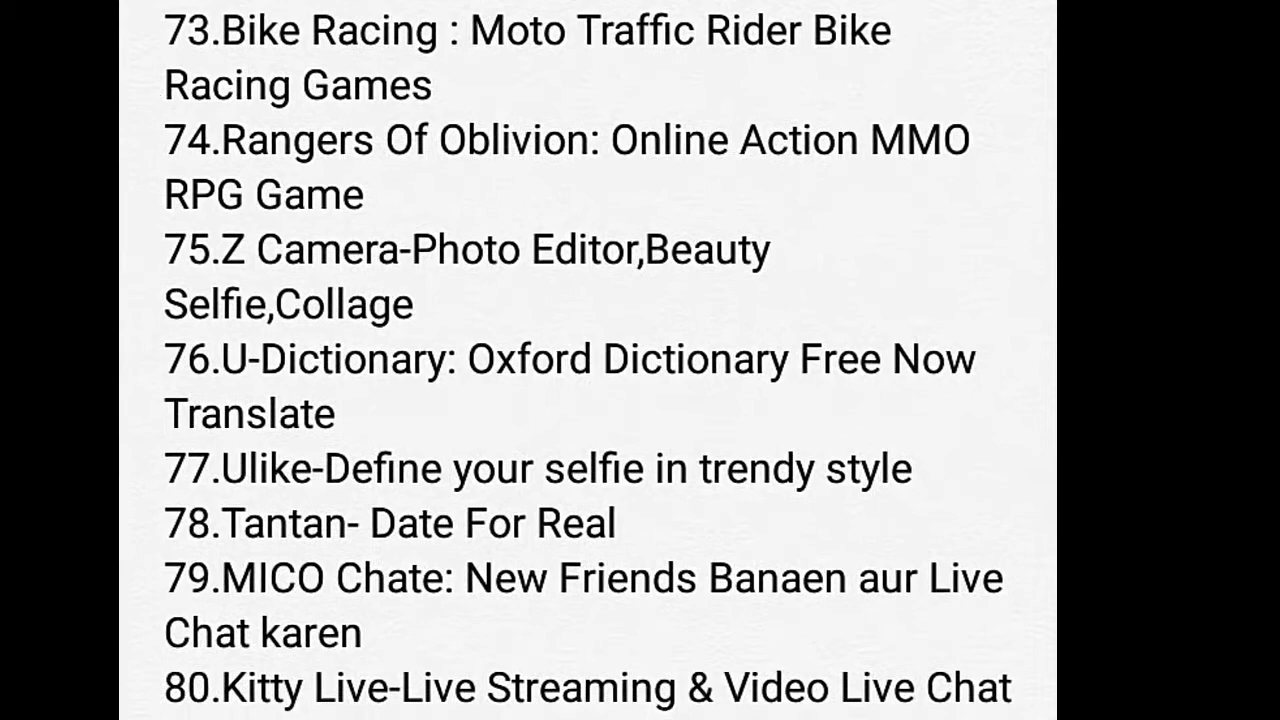 73.Bike Racing : Moto Traffic Rider Bike
Racing Games
74.Rangers Of Oblivion: Online Action MMO
RPG Game
75.Z Camera-Photo Editor,Beauty
Selfie,Collage
76.U-Dictionary: Oxford Dictionary Free Now
Translate
77.Ulike-Define your selfie in trendy style
78.Tantan- Date For Real
79.MICO Chate: New Friends Banaen aur Live
Chat karen
80.Kitty Live-Live Streaming & Video Live Chat